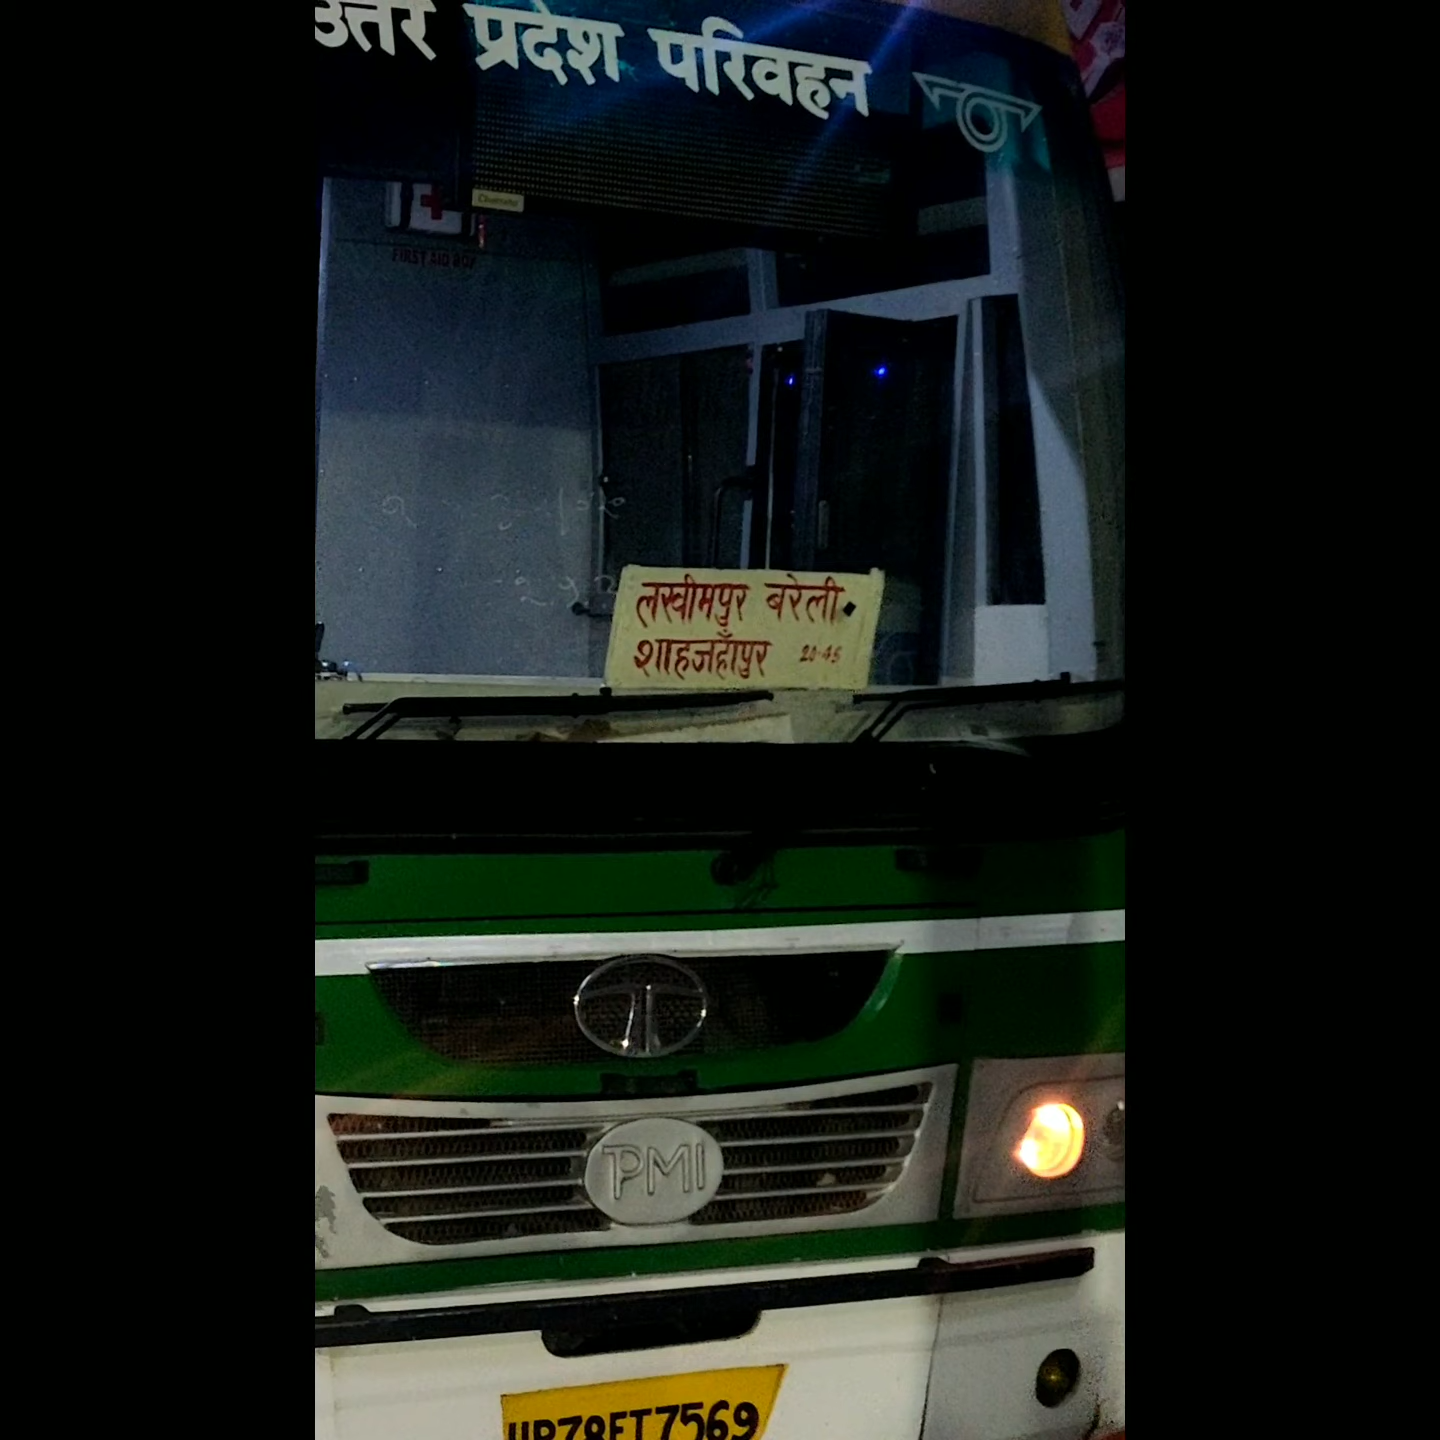 उत्तर प्रदेश परिवहन
FIRST AID BOX
लखीमपुर बरेली
शाहजहाँपुर 20.45
PMI
UP78FT7569